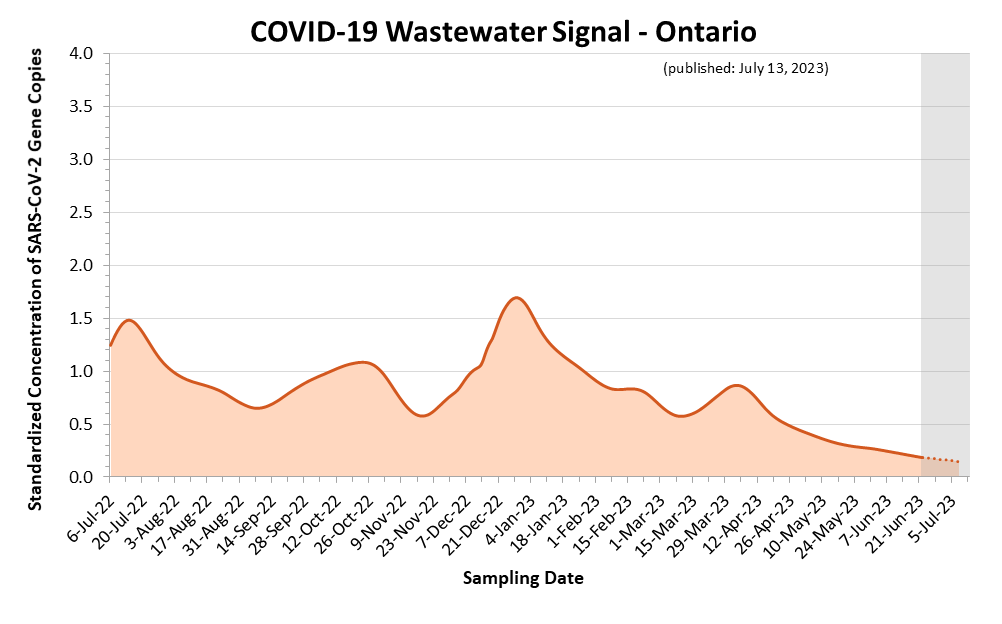 COVID-19 Wastewater Signal - Ontario
(published: July 13, 2023)
Standardized Concentration of SARS-CoV-2 Gene Copies
4.0
3.5
3.0
2.5
2.0
1.5
1.0
0.5
0.0
6-Jul-22
20-Jul-22
3-Aug-22
17-Aug-22
31-Aug-22
14-Sep-22
28-Sep-22
12-Oct-22
26-Oct-22
9-Nov-22
23-Nov-22
7-Dec-22
21-Dec-22
4-Jan-23
18-Jan-23
1-Feb-23
15-Feb-23
1-Mar-23
15-Mar-23
29-Mar-23
12-Apr-23
26-Apr-23
10-May-23
24-May-23
7-Jun-23
21-Jun-23
5-Jul-23
Sampling Date